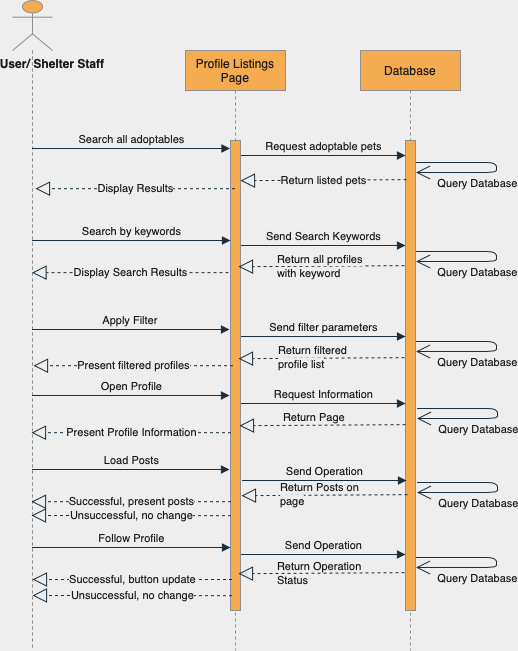 User/ Shelter Staff
Profile Listings
Page
Database
Search all adoptables
Request adoptable pets
Query Database
Return listed pets
Display Results
Search by keywords
Send Search Keywords
Return all profiles
with keyword
Query Database
Display Search Results
Apply Filter
Send filter parameters
Return filtered
profile list
Query Database
Present filtered profiles
Open Profile
Request Information
Return Page
Query Database
Present Profile Information
Load Posts
Send Operation
Return Posts on
page
Query Database
Successful, present posts
Unsuccessful, no change
Follow Profile
Send Operation
Return Operation
Status
Query Database
Successful, button update
Unsuccessful, no change